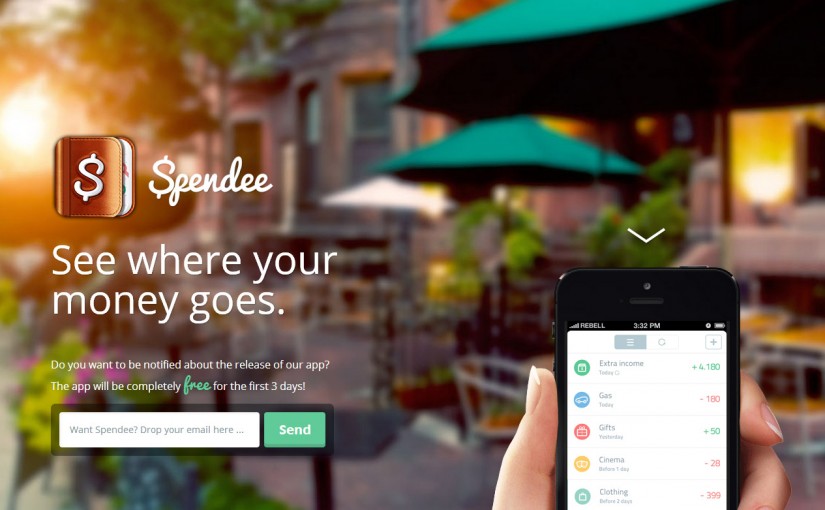 Spendee
See where your
money goes.
Do you want to be notified about the release of our app?
The app will be completely free for the first 3 days!
Want Spendee? Drop your email here ...
Send
REBELL 3:32 PM
Extra income
Today
+ 4.180
Gas
Today
- 180
Gifts
Yesterday
+ 50
Cinema
Before 1 day
- 28
Clothing
Before 2 days
- 399